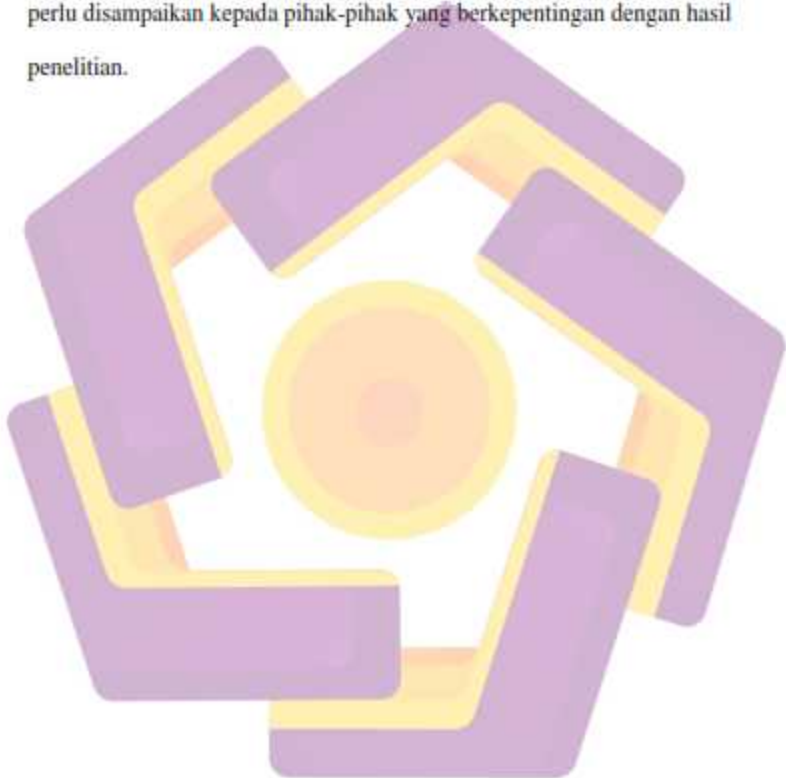 perlu disampaikan kepada pihak-pihak yang berkepentingan dengan hasil
penelitian.